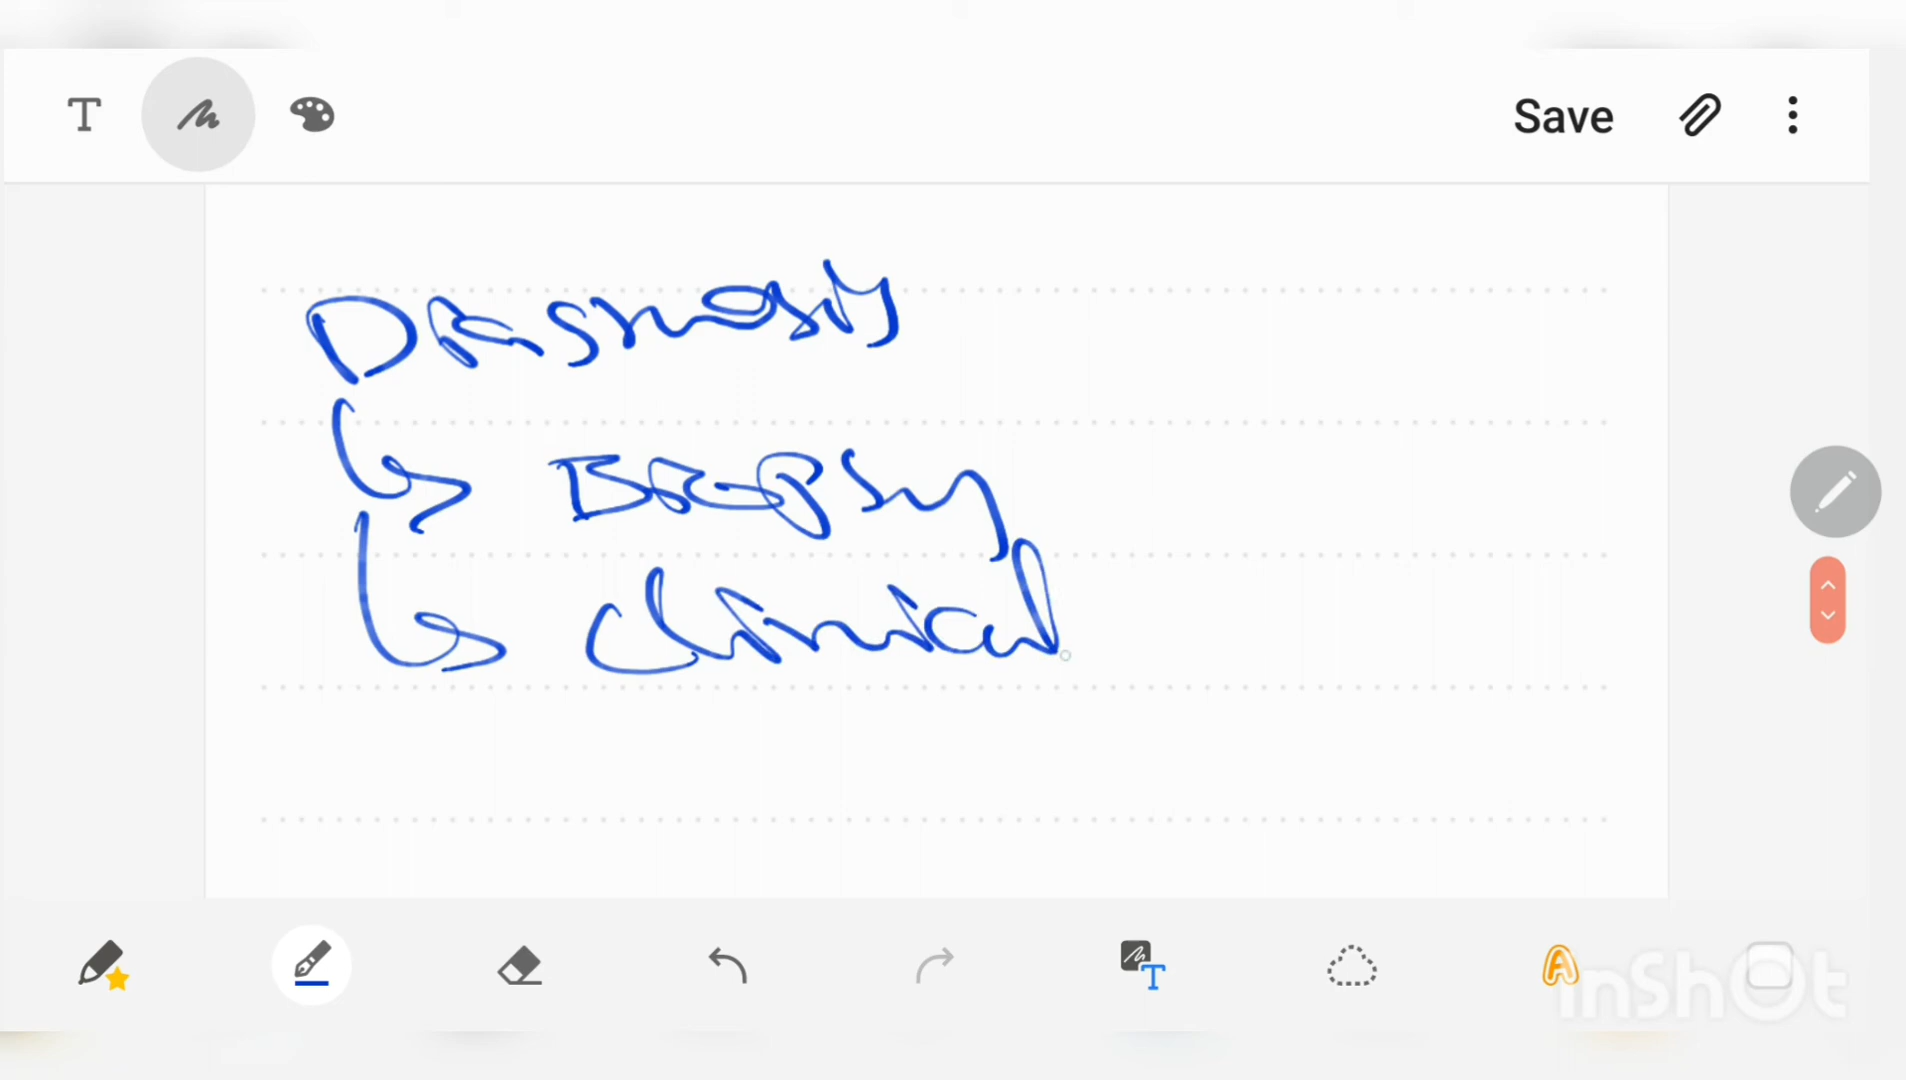 Save
Diagnosis
↳ Biopsy
↳ clinical
InShOt